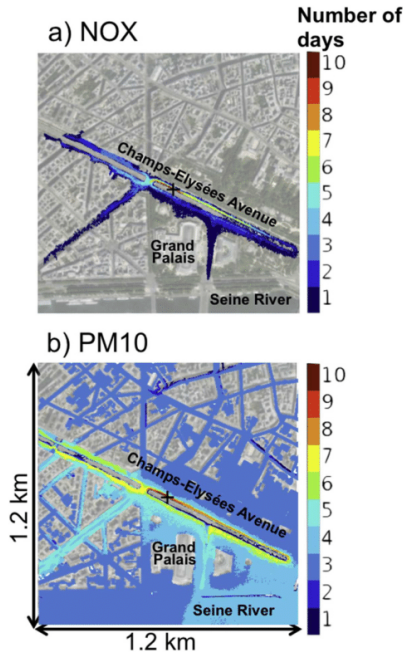 Number of
days
a) NOX
10
9
8
7
6
5
4
3
2
1
Champs-Elysées Avenue
Grand
Palais
Seine River
b) PM10
10
9
8
7
6
5
4
3
2
1
Champs-Elysées Avenue
Grand
Palais
Seine River
1.2 km
1.2 km